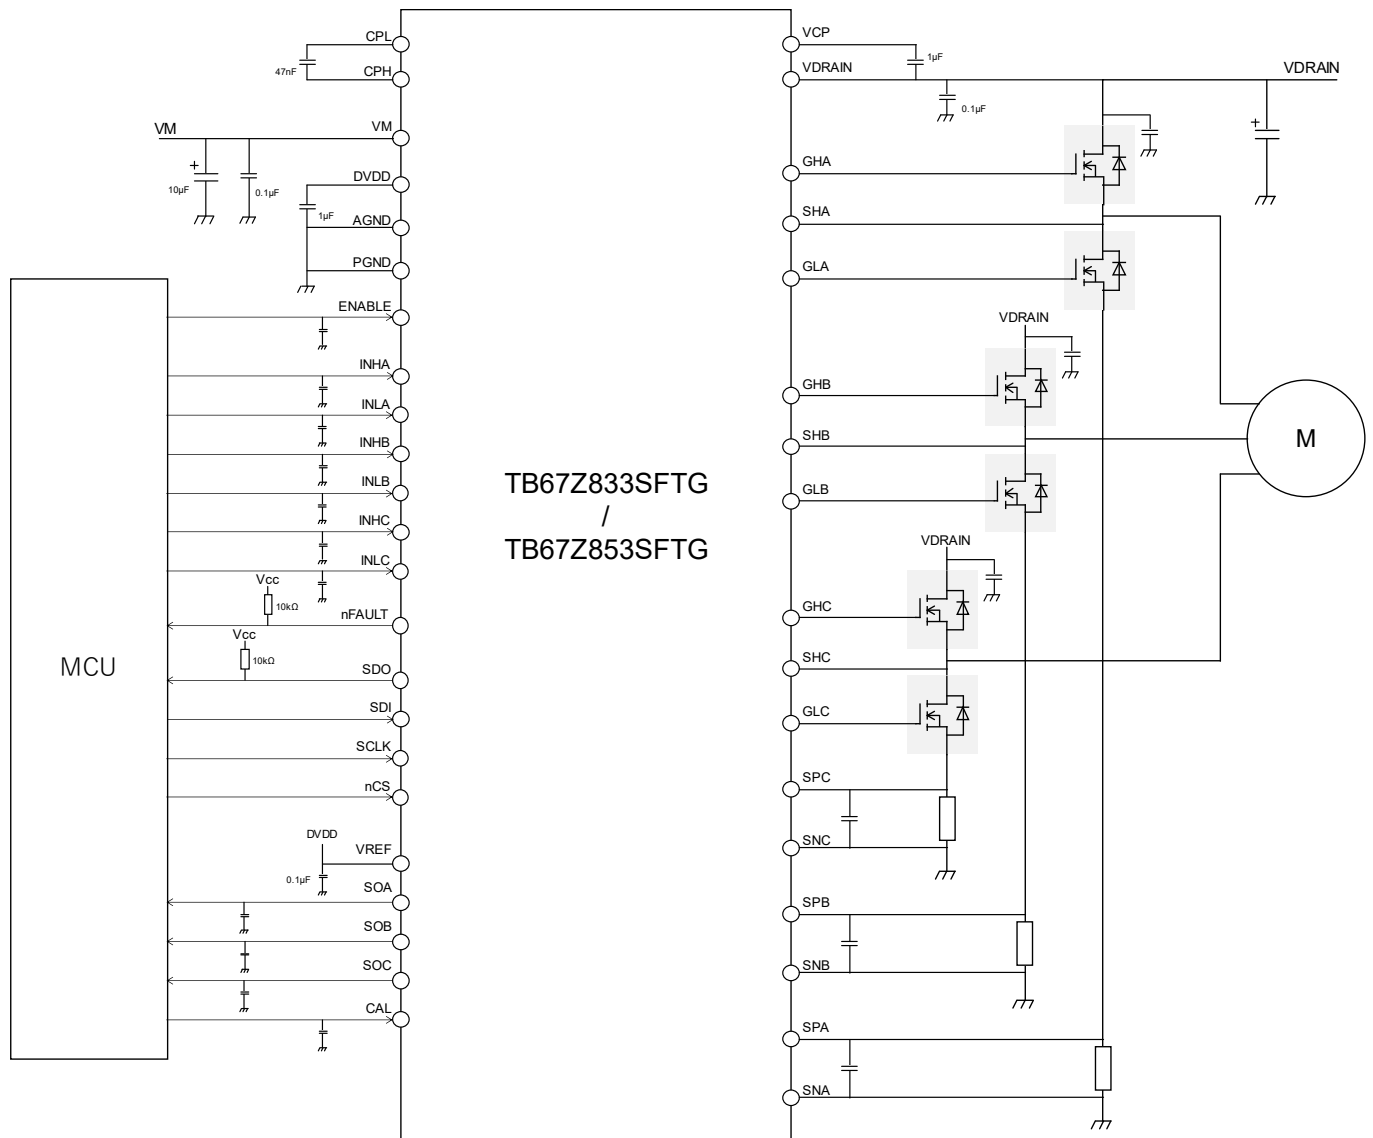 CPL
47nF
CPH
VM
VM
+
10µF
0.1µF
DVDD
1µF
AGND
PGND
ENABLE
INHA
INLA
INHB
INLB
INHC
INLC
Vcc
10kΩ
nFAULT
Vcc
10kΩ
SDO
MCU
SDI
SCLK
nCS
DVDD
VREF
0.1µF
SOA
SOB
SOC
CAL
TB67Z833SFTG
/
TB67Z853SFTG
VCP
1µF
VDRAIN
VDRAIN
0.1µF
+
GHA
SHA
GLA
VDRAIN
GHB
SHB
M
GLB
VDRAIN
GHC
SHC
GLC
SPC
SNC
SPB
SNB
SPA
SNA